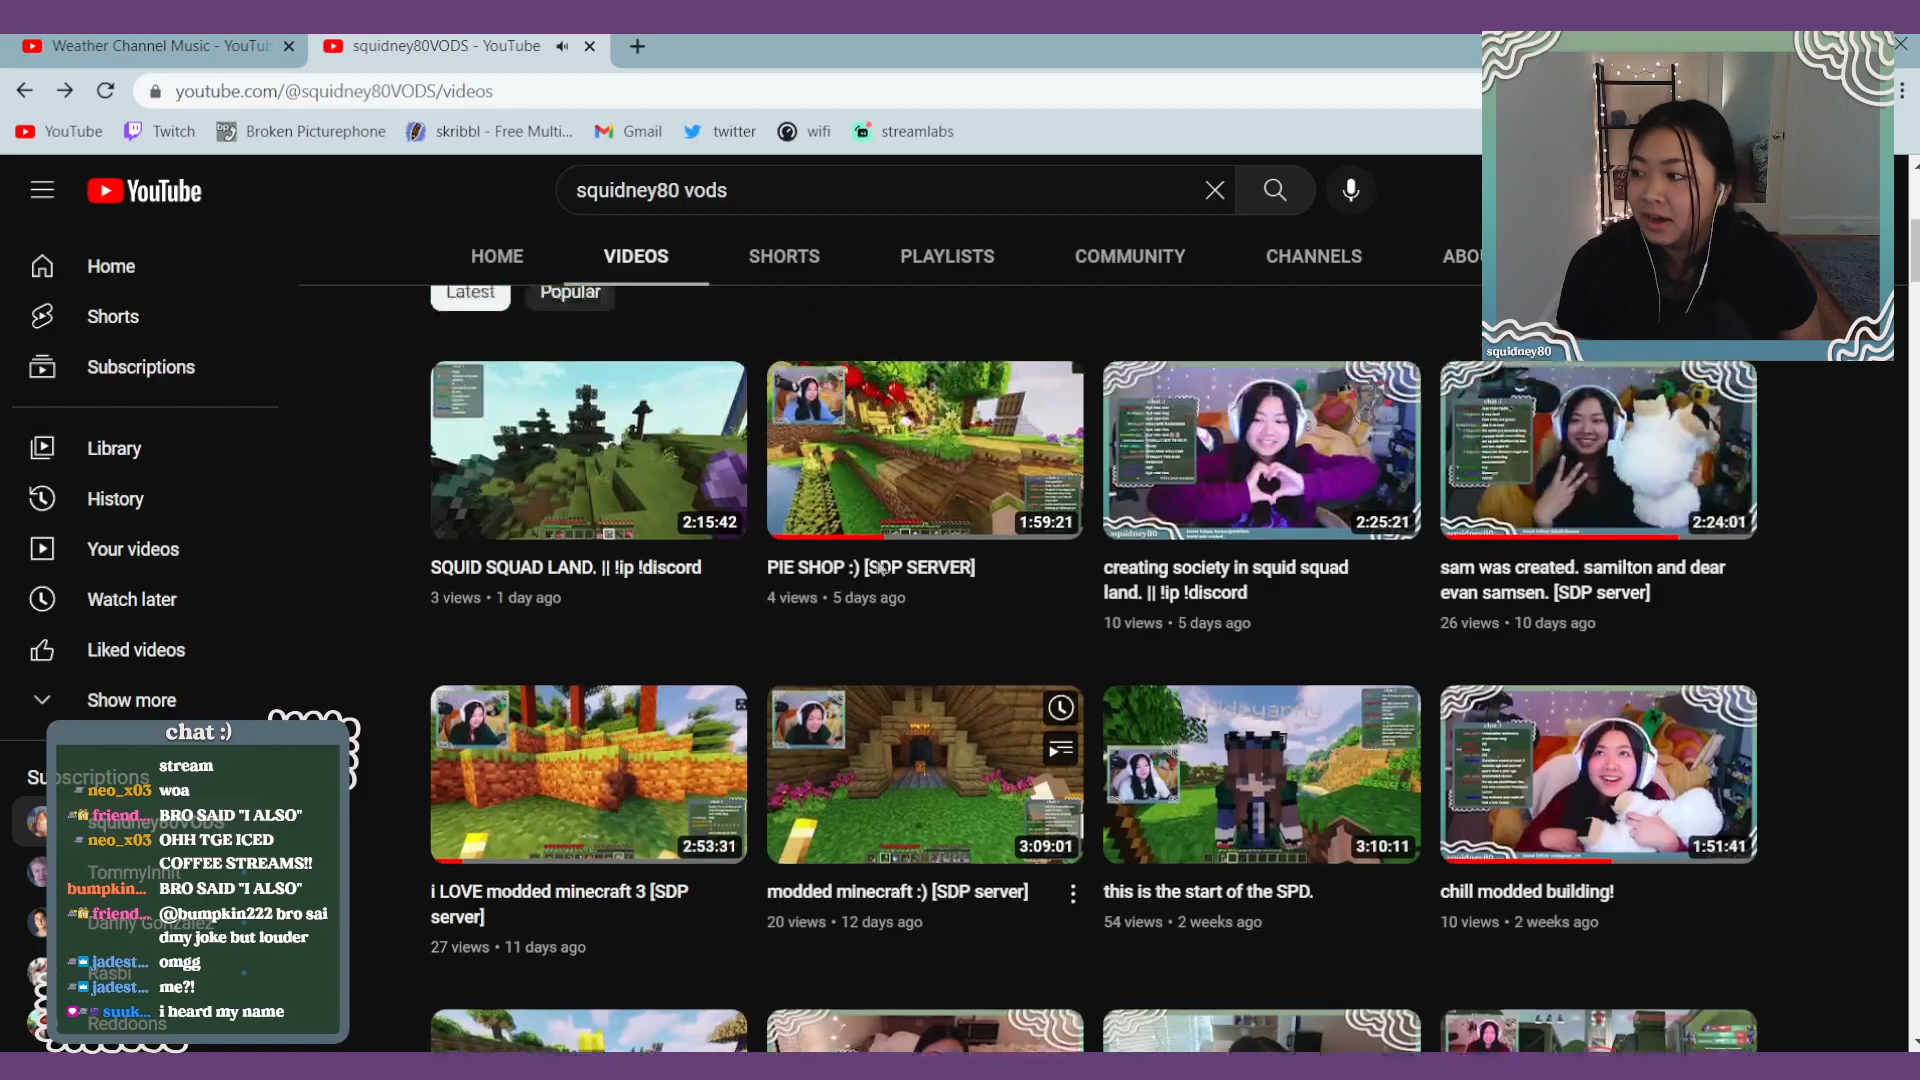 Weather Channel Music - YouTub
squidney80VODS - YouTube
youtube.com/@squidney80VODS/videos
YouTube
Twitch
Broken Picturephone
skribbl - Free Multi...
Gmail
twitter
wifi
streamlabs
YouTube
squidney80 vods
HOME
VIDEOS
SHORTS
PLAYLISTS
COMMUNITY
CHANNELS
ABOU
squidney80
Latest
Popular
Home
Shorts
Subscriptions
Library
History
Your videos
Watch later
Liked videos
Show more
Subscriptions
squidney80VODS
TommyInnit
Danny Gonzalez
Rasbi
Reddoons
2:15:42
SQUID SQUAD LAND. || !ip !discord
3 views • 1 day ago
1:59:21
PIE SHOP :) [SDP SERVER]
4 views • 5 days ago
2:25:21
creating society in squid squad
land. || !ip !discord
10 views • 5 days ago
2:24:01
sam was created. samilton and dear
evan samsen. [SDP server]
26 views • 10 days ago
2:53:31
i LOVE modded minecraft 3 [SDP
server]
27 views • 11 days ago
3:09:01
modded minecraft :) [SDP server]
20 views • 12 days ago
3:10:11
this is the start of the SPD.
54 views • 2 weeks ago
1:51:41
chill modded building!
10 views • 2 weeks ago
chat :)
stream
neo_x03 woa
friend... BRO SAID "I ALSO"
neo_x03 OHH TGE ICED
COFFEE STREAMS!!
bumpkin... BRO SAID "I ALSO"
friend... @bumpkin222 bro sai
dmy joke but louder
jadest... omgg
jadest... me?!
suuk... i heard my name